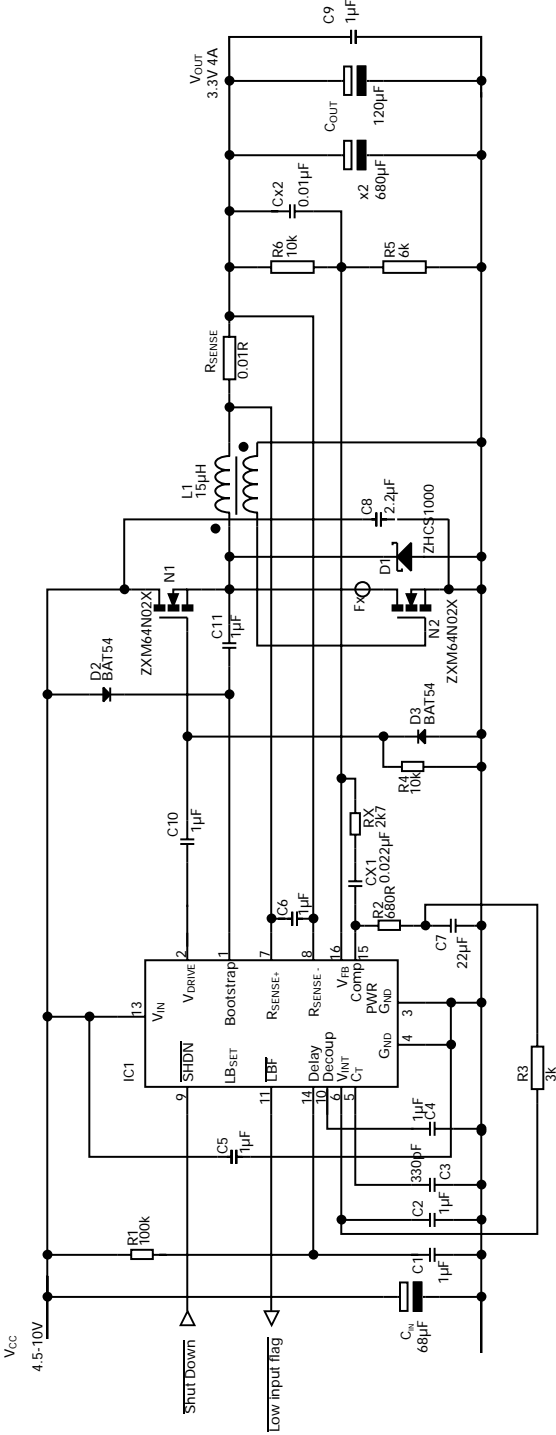 VCC
4.5-10V
Shut Down
Low input flag
CIN
68µF
R1
100k
C1
1µF
C2
1µF
C3
330pF
C4
1µF
C5
1µF
R3
3k
IC1
13
VIN
9
SHDN
LBSET
11
LBF
14
Delay
10
Decoup
6
VINT
5
CT
2
VDRIVE
1
Bootstrap
7
RSENSE+
8
RSENSE -
16
VFB
15
Comp
PWR
GND
3
GND
4
C6
1µF
C7
22µF
R2
680R
CX1
0.022µF
RX
2k7
C10
1µF
R4
10k
D3
BAT54
D2
BAT54
C11
1µF
N1
ZXM64N02X
N2
ZXM64N02X
Fx
D1
ZHCS1000
C8
2.2µF
L1
15µH
RSENSE
0.01R
R6
10k
R5
6k
Cx2
0.01µF
x2
680µF
COUT
120µF
VOUT
3.3V 4A
C9
1µF